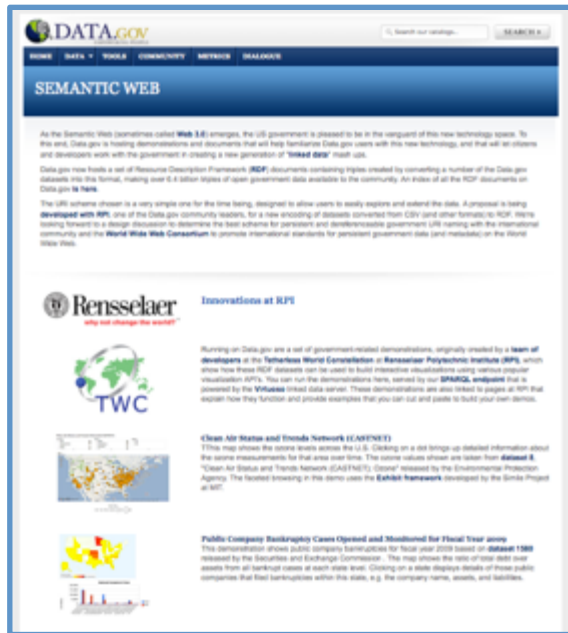 DATA.GOV
Search our catalogs...
SEARCH
HOME DATA TOOLS COMMUNITY METRICS DIALOGUE
SEMANTIC WEB
As the Semantic Web (sometimes called Web 3.0) emerges, the US government is pleased to be in the vanguard of this new technology space. To
this end, Data.gov is hosting demonstrations and documents that will help familiarize Data.gov users with this new technology, and that will let citizens
and developers work with the government in creating a new generation of "linked data" mash ups.
Data.gov now hosts a set of Resource Description Framework (RDF) documents containing triples created by converting a number of the Data.gov
datasets into this format, making over 6.4 billion triples of open government data available to the community. An index of all the RDF documents on
Data.gov is here.
The URI scheme chosen is a very simple one for the time being, designed to allow users to easily explore and extend the data. A proposal is being
developed with RPI, one of the Data.gov community leaders, for a new encoding of datasets converted from CSV (and other formats) to RDF. We're
looking forward to a design discussion to determine the best scheme for persistent and dereferenceable government URI naming with the international
community and the World Wide Web Consortium to promote international standards for persistent government data (and metadata) on the World
Wide Web.
Rensselaer
why not change the world?
Innovations at RPI
TWC
Running on Data.gov are a set of government-related demonstrations, originally created by a team of
developers at the Tetherless World Constellation at Rensselaer Polytechnic Institute (RPI), which
show how these RDF datasets can be used to build interactive visualizations using various popular
visualization API's. You can run the demonstrations here, served by our SPARQL endpoint that is
powered by the Virtuoso linked data server. These demonstrations are also linked to pages at RPI that
explain how they function and provide examples that you can cut and paste to build your own demos.
Clean Air Status and Trends Network (CASTNET)
TThis map shows the ozone levels across the U.S. Clicking on a dot brings up detailed information about
the ozone measurements for that area over time. The ozone values shown are taken from dataset 8,
"Clean Air Status and Trends Network (CASTNET): Ozone" released by the Environmental Protection
Agency. The faceted browsing in this demo uses the Exhibit framework developed by the Simile Project
at MIT.
Public Company Bankruptcy Cases Opened and Monitored for Fiscal Year 2009
This demonstration shows public company bankruptcies for fiscal year 2009 based on dataset 1580
released by the Securities and Exchange Commission . The map shows the ratio of total debt over
assets from all bankrupt cases at each state level. Clicking on a state displays details of those public
companies that filed bankruptcies within this state, e.g. the company name, assets, and liabilities.